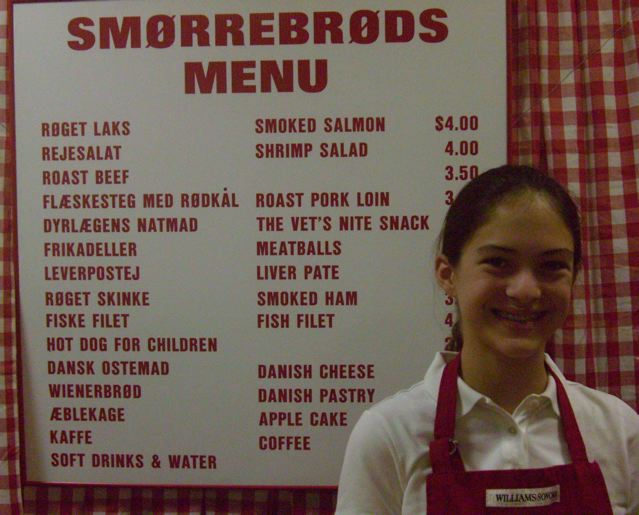 SMØRREBRØDS
MENU
RØGET LAKS SMOKED SALMON $4.00
REJESALAT SHRIMP SALAD 4.00
ROAST BEEF 3.50
FLÆSKESTEG MED RØDKÅL ROAST PORK LOIN
DYRLÆGENS NATMAD THE VET'S NITE SNACK
FRIKADELLER MEATBALLS
LEVERPOSTEJ LIVER PATE
RØGET SKINKE SMOKED HAM
FISKE FILET FISH FILET
HOT DOG FOR CHILDREN
DANSK OSTEMAD DANISH CHEESE
WIENERBRØD DANISH PASTRY
ÆBLEKAGE APPLE CAKE
KAFFE COFFEE
SOFT DRINKS & WATER
WILLIAMS-SONOMA